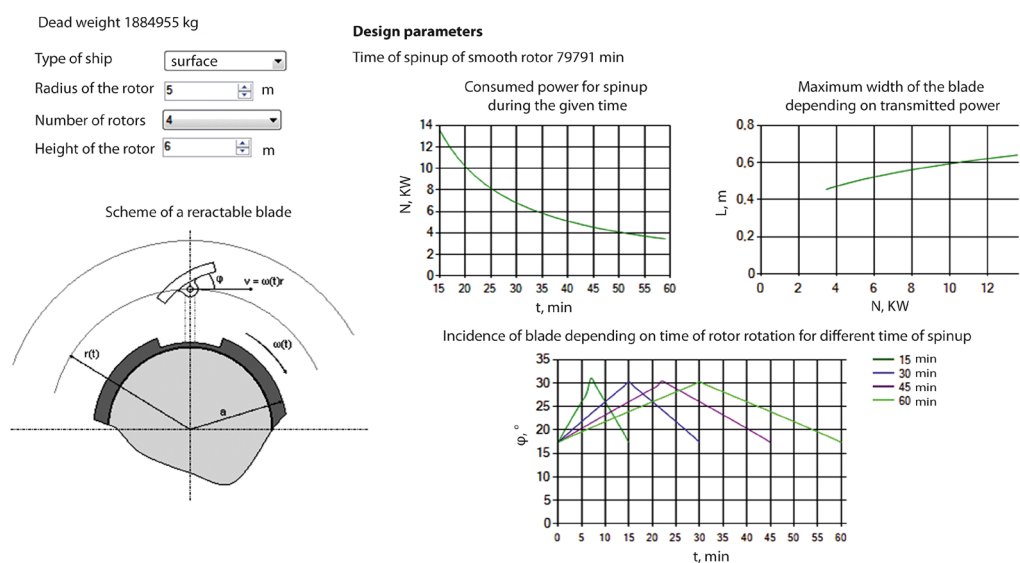 Dead weight 1884955 kg
Type of ship surface
Radius of the rotor 5 m
Number of rotors 4
Height of the rotor 6 m
Scheme of a reractable blade
φ
v = ω(t)r
ω(t)
r(t)
a
Design parameters
Time of spinup of smooth rotor 79791 min
Consumed power for spinup
during the given time
N, KW
14
12
10
8
6
4
2
0
15 20 25 30 35 40 45 50 55 60
t, min
Maximum width of the blade
depending on transmitted power
L, m
0,8
0,6
0,4
0,2
0
0 2 4 6 8 10 12
N, KW
Incidence of blade depending on time of rotor rotation for different time of spinup
φ, °
35
30
25
20
15
10
5
0
0 5 10 15 20 25 30 35 40 45 50 55 60
t, min
15 min
30 min
45 min
60 min